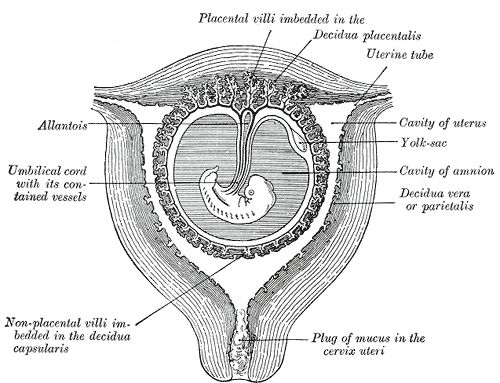 Placental villi imbedded in the
Decidua placentalis
Uterine tube
Allantois
Cavity of uterus
Yolk-sac
Umbilical cord
with its con-
tained vessels
Cavity of amnion
Decidua vera
or parietalis
Non-placental villi im-
bedded in the decidua
capsularis
Plug of mucus in the
cervix uteri